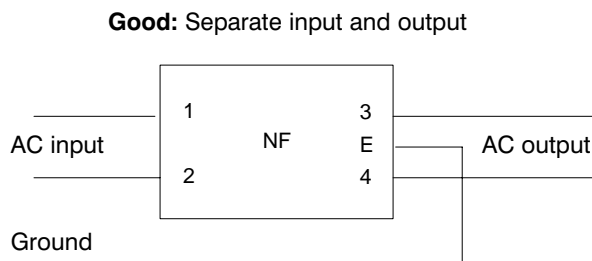 Good: Separate input and output
1 3
AC input NF E AC output
2 4
Ground